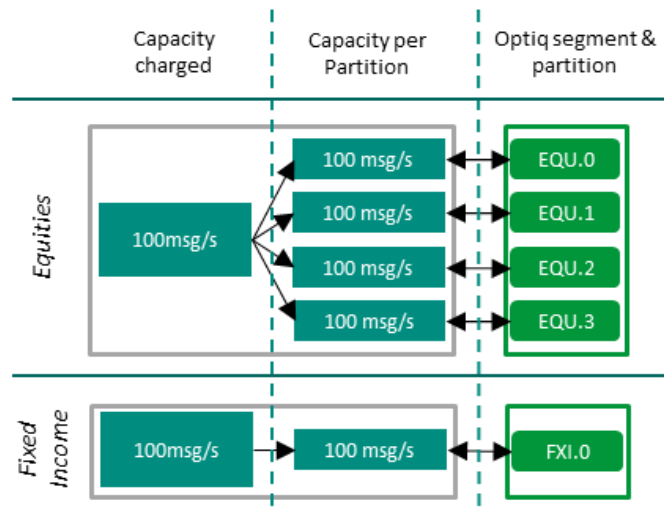 Capacity
charged
Capacity per
Partition
Optiq segment &
partition
Equities
100msg/s
100 msg/s
EQU.0
100 msg/s
EQU.1
100 msg/s
EQU.2
100 msg/s
EQU.3
Fixed
Income
100msg/s
100 msg/s
FXI.0